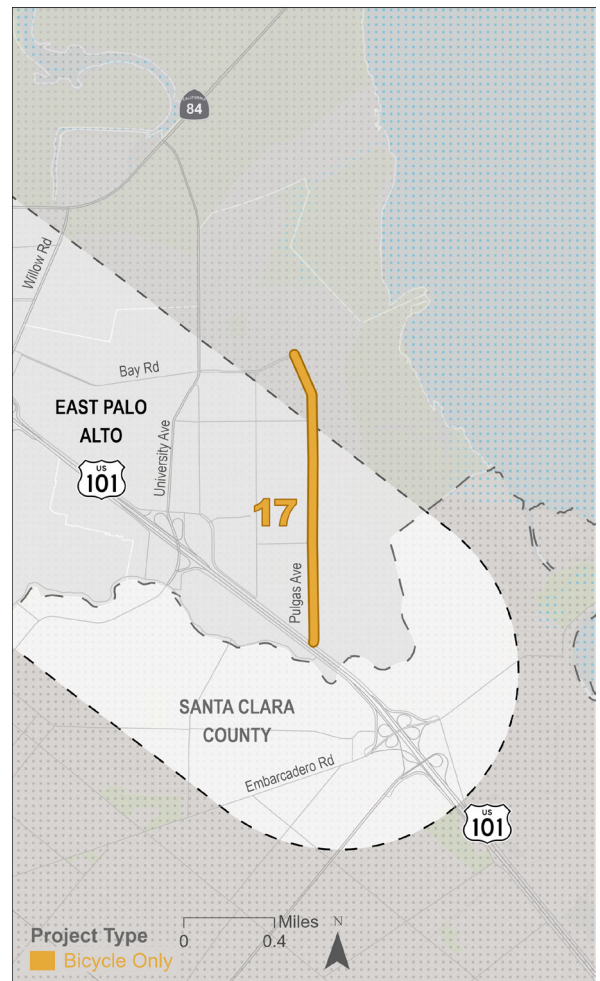 CALIFORNIA
84
Willow Rd
Bay Rd
EAST PALO
ALTO
University Ave
US
101
17
Pulgas Ave
SANTA CLARA
COUNTY
Embarcadero Rd
US
101
Miles
0 0.4
N
Project Type
Bicycle Only